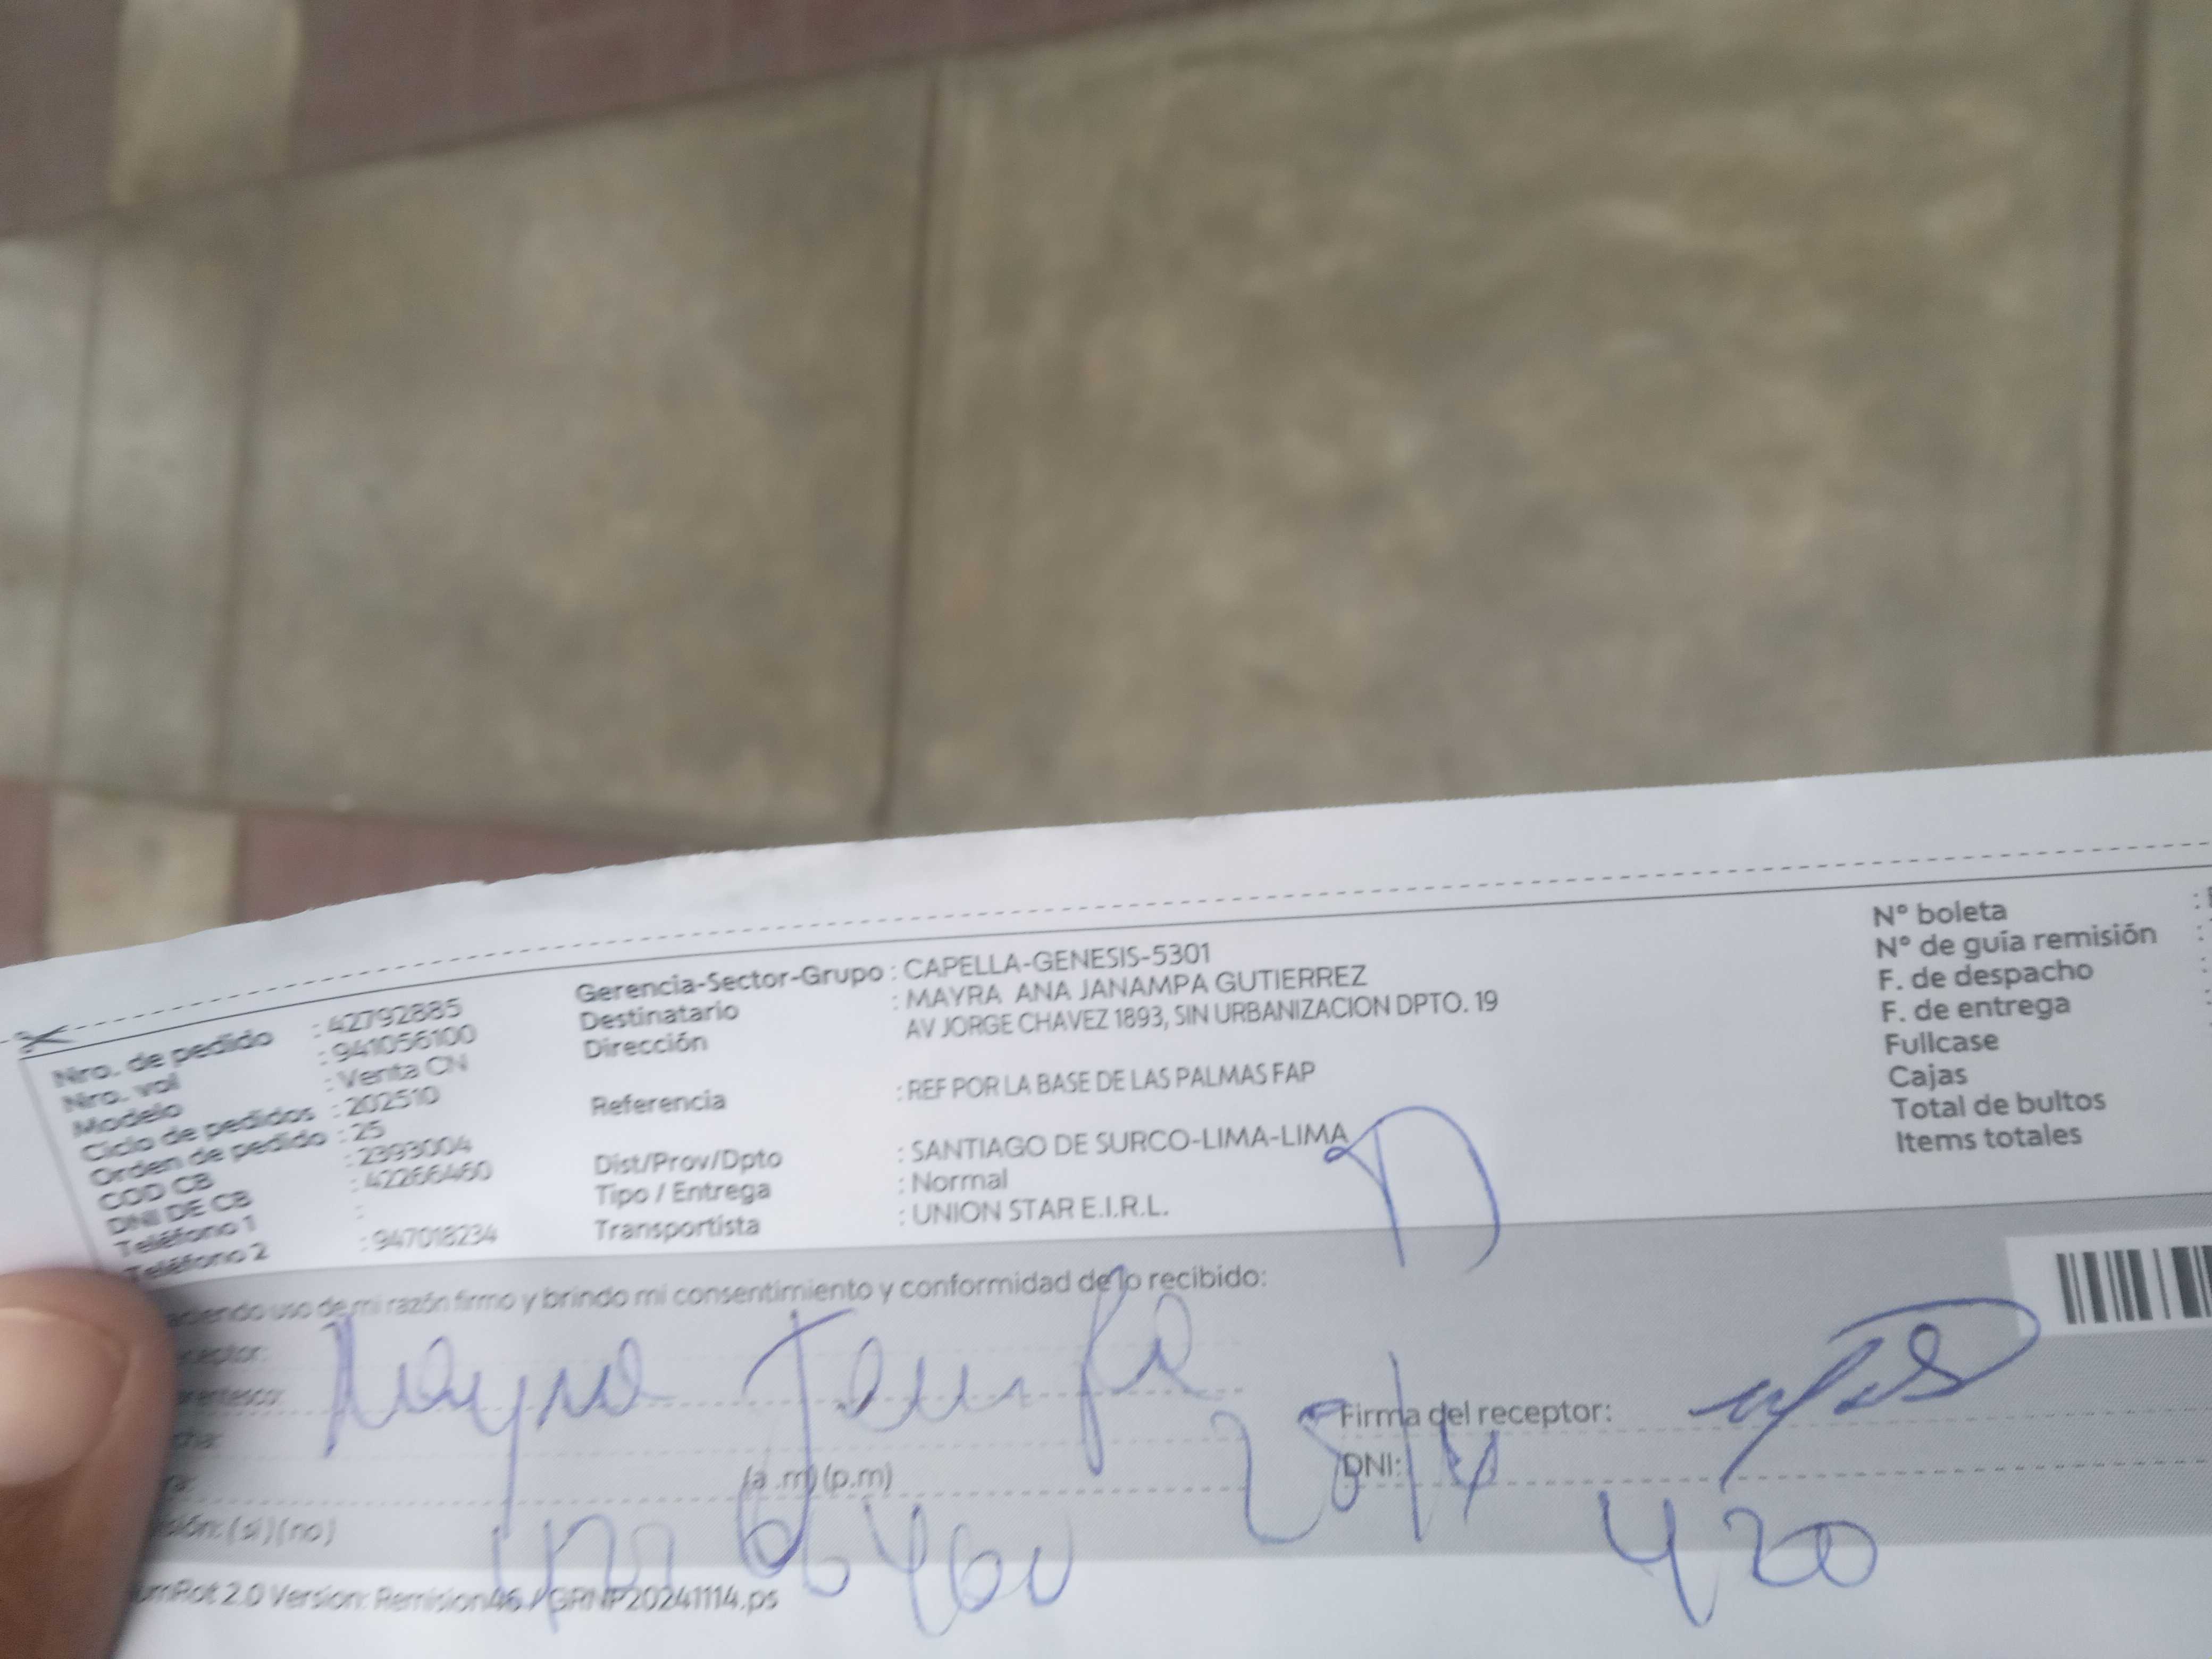 Nro. de pedido : 42792885
Nro. vol : 941056100
Modelo : Venta CN
Ciclo de pedidos : 202510
Orden de pedido : 25
COD CB : 2393004
DNI DE CB : 42266460
Teléfono 1 :
Teléfono 2 : 947018234
Gerencia-Sector-Grupo : CAPELLA-GENESIS-5301
Destinatario : MAYRA ANA JANAMPA GUTIERREZ
Dirección AV JORGE CHAVEZ 1893, SIN URBANIZACION DPTO. 19
Referencia : REF POR LA BASE DE LAS PALMAS FAP
Dist/Prov/Dpto : SANTIAGO DE SURCO-LIMA-LIMA
Tipo / Entrega : Normal
Transportista : UNION STAR E.I.R.L.
N° boleta :
N° de guía remisión :
F. de despacho :
F. de entrega :
Fullcase
Cajas
Total de bultos
Items totales
uso de mi razón firmo y brindo mi consentimiento y conformidad de lo recibido:
Mayra
Firma del receptor:
DNI:
(a .m) (p.m)
(si) (no)
420
2.0 Version: Remision46 / GRNP20241114.ps